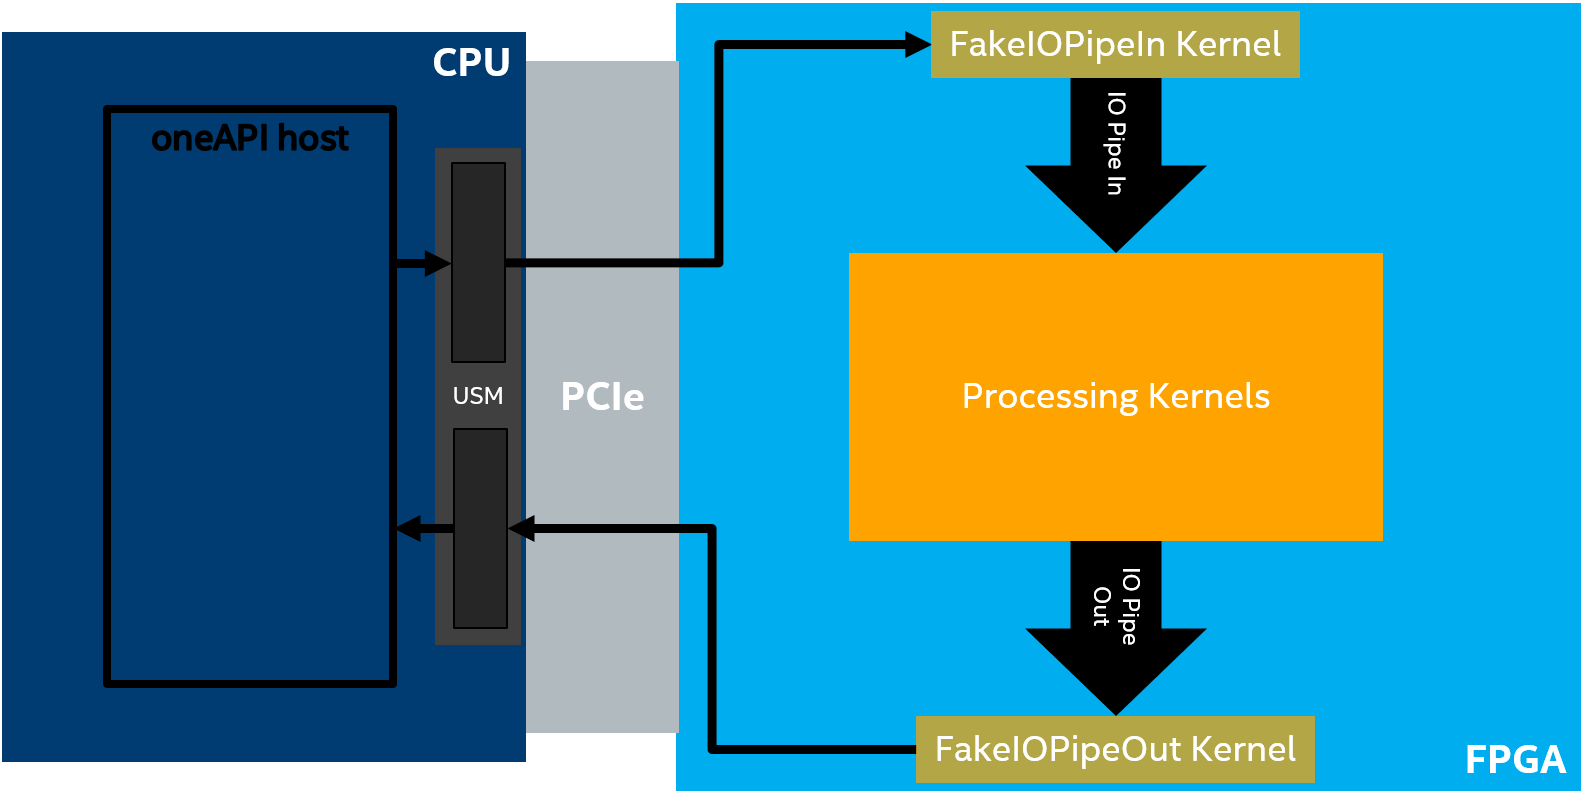 CPU
oneAPI host
USM
PCIe
FakeIOPipeIn Kernel
IO Pipe In
Processing Kernels
IO Pipe
Out
FakeIOPipeOut Kernel
FPGA